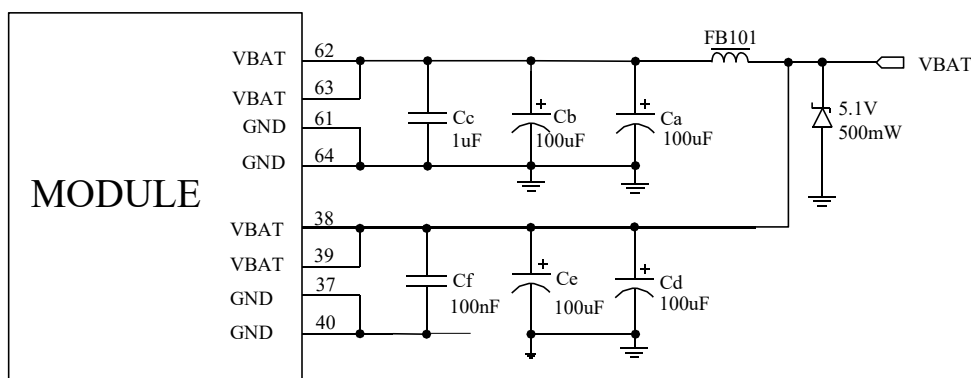 MODULE
VBAT 62
VBAT 63
GND 61
GND 64
VBAT 38
VBAT 39
GND 37
GND 40
Cc
1uF
+
Cb
100uF
+
Ca
100uF
FB101
VBAT
5.1V
500mW
Cf
100nF
+
Ce
100uF
+
Cd
100uF